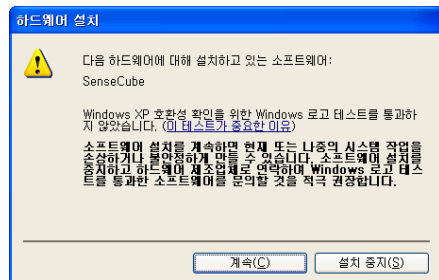 하드웨어 설치
다음 하드웨어에 대해 설치하고 있는 소프트웨어:
SenseCube
Windows XP 호환성 확인을 위한 Windows 로고 테스트를 통과하
지 않았습니다. (이 테스트가 중요한 이유)
소프트웨어 설치를 계속하면 현재 또는 나중의 시스템 작업을
손상하거나 불안정하게 만들 수 있습니다. 소프트웨어 설치를
중지하고 하드웨어 제조업체로 연락하여 Windows 로고 테스
트를 통과한 소프트웨어를 문의할 것을 적극 권장합니다.
계속(C)
설치 중지(S)